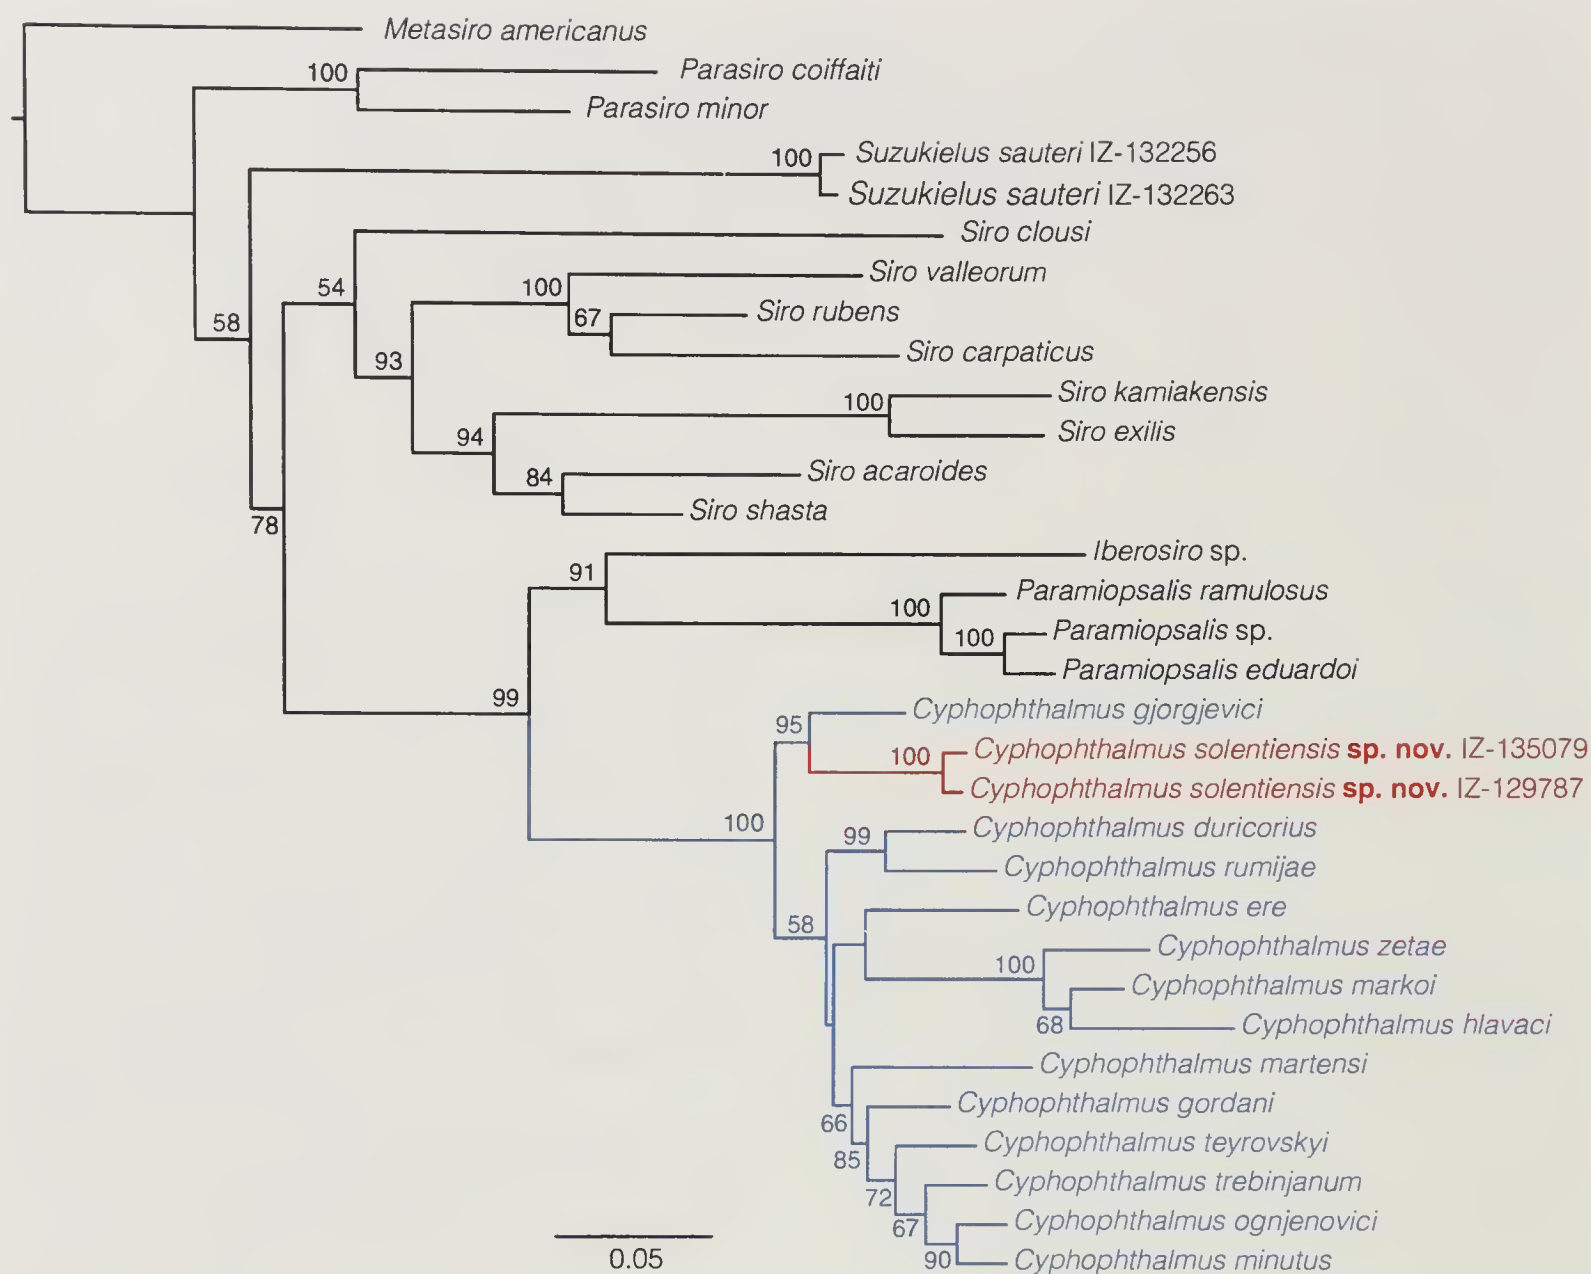 Metasiro americanus
100
Parasiro coiffaiti
Parasiro minor
100
Suzukielus sauteri IZ-132256
Suzukielus sauteri IZ-132263
Siro clousi
54
Siro valleorum
100
Siro rubens
67
58
Siro carpaticus
93
Siro kamiakensis
100
Siro exilis
94
Siro acaroides
84
Siro shasta
78
Iberosiro sp.
91
Paramiopsalis ramulosus
100
Paramiopsalis sp.
100
Paramiopsalis eduardoi
99
Cyphophthalmus gjorgjevici
95
Cyphophthalmus solentiensis sp. nov. IZ-135079
100
Cyphophthalmus solentiensis sp. nov. IZ-129787
100
Cyphophthalmus duricorius
99
Cyphophthalmus rumijae
Cyphophthalmus ere
58
Cyphophthalmus zetae
100
Cyphophthalmus markoi
68
Cyphophthalmus hlavaci
Cyphophthalmus martensi
Cyphophthalmus gordani
66
Cyphophthalmus teyrovskyi
85
Cyphophthalmus trebinjanum
72
Cyphophthalmus ognjenovici
67
Cyphophthalmus minutus
90
0.05